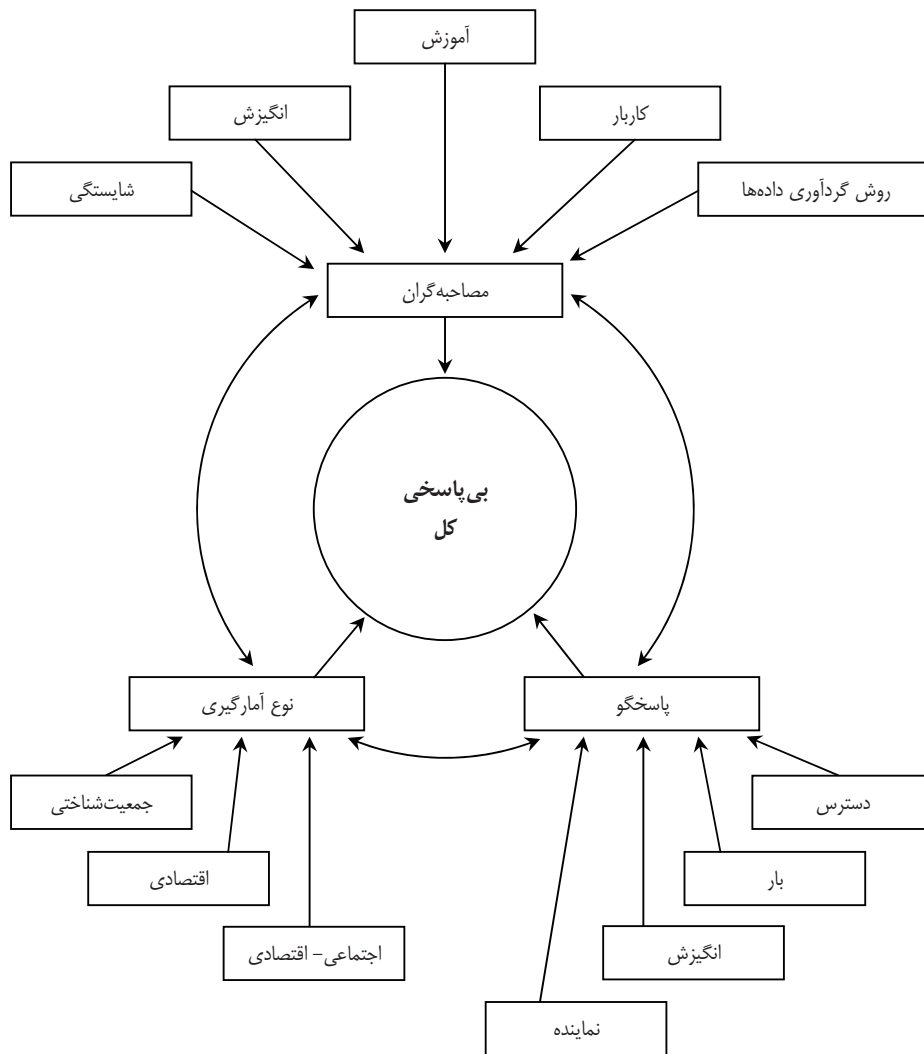 آموزش
کاربار
انگیزش
روش گردآوری داده‌ها
شایستگی
مصاحبه‌گران
بی‌پاسخی
کل
پاسخگو
نوع آمارگیری
دسترس
جمعیت‌شناختی
بار
اقتصادی
انگیزش
اجتماعی- اقتصادی
نماینده